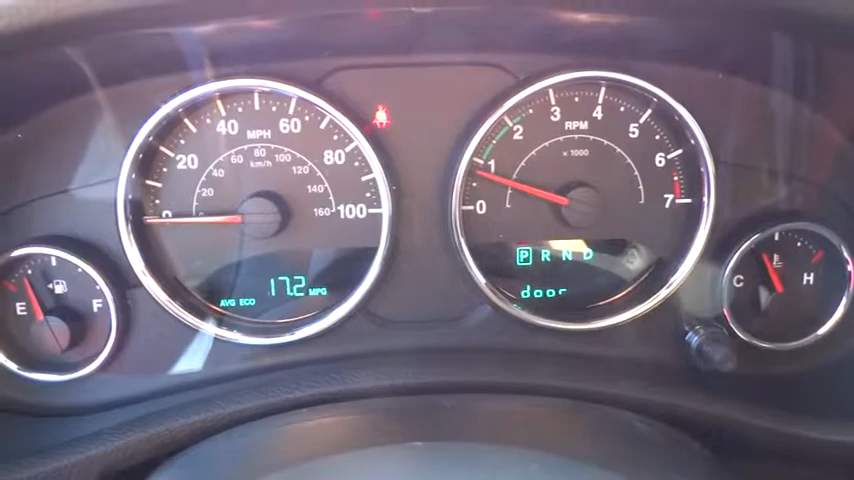 20 40 60 80 100
MPH
20 40 60 80 100 120 140 160
km/h
AVG ECO 17.2 MPG
0 1 2 3 4 5 6 7
RPM
x 1000
P R N D
door
E F
C H